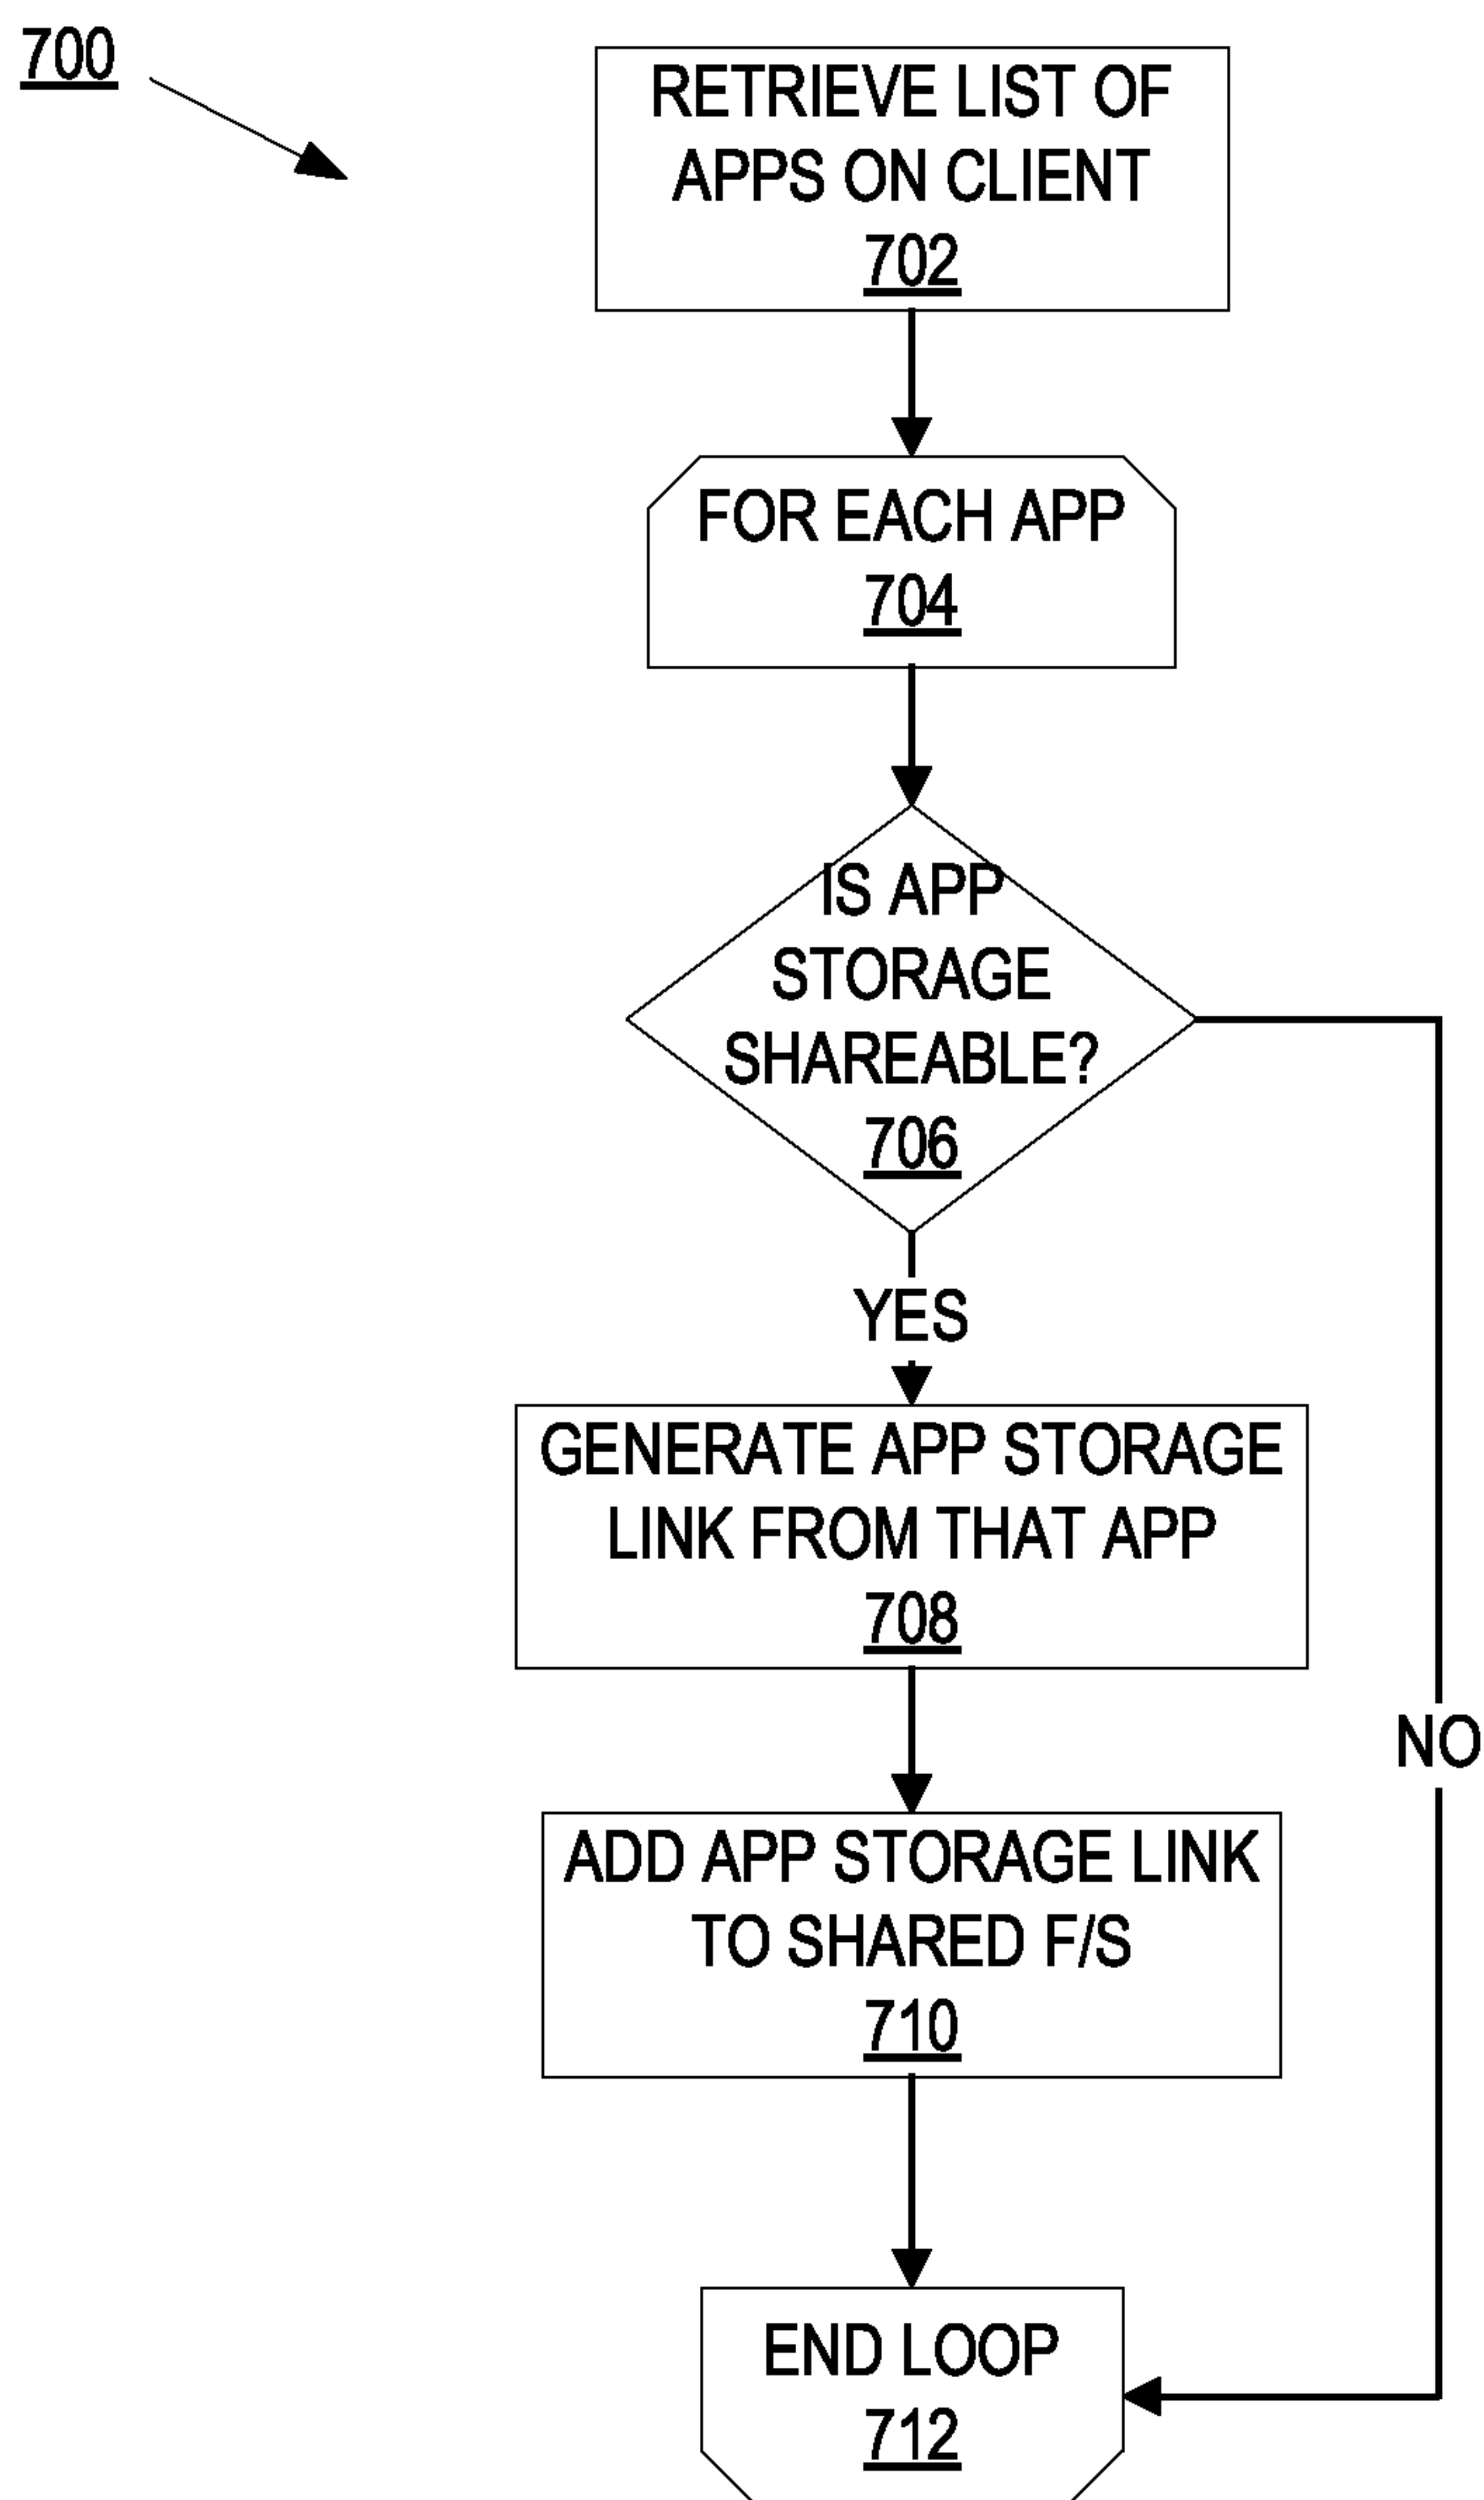 700
RETRIEVE LIST OF
APPS ON CLIENT
702
FOR EACH APP
704
IS APP
STORAGE
SHAREABLE?
706
YES
GENERATE APP STORAGE
LINK FROM THAT APP
708
NO
ADD APP STORAGE LINK
TO SHARED F/S
710
END LOOP
712